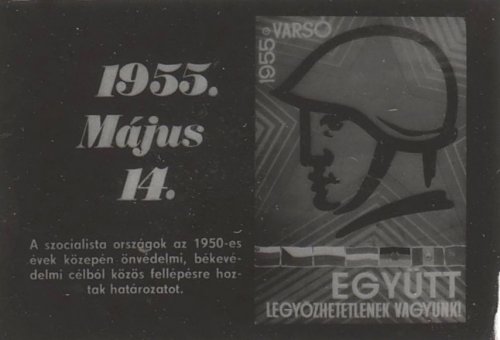 1955.
Május
14.
A szocialista országok az 1950-es
évek közepén önvédelmi, békevé-
delmi célból közös fellépésre hoz-
tak határozatot.
1955 VARSÓ
EGYÜTT
LEGYŐZHETETLENEK VAGYUNK!